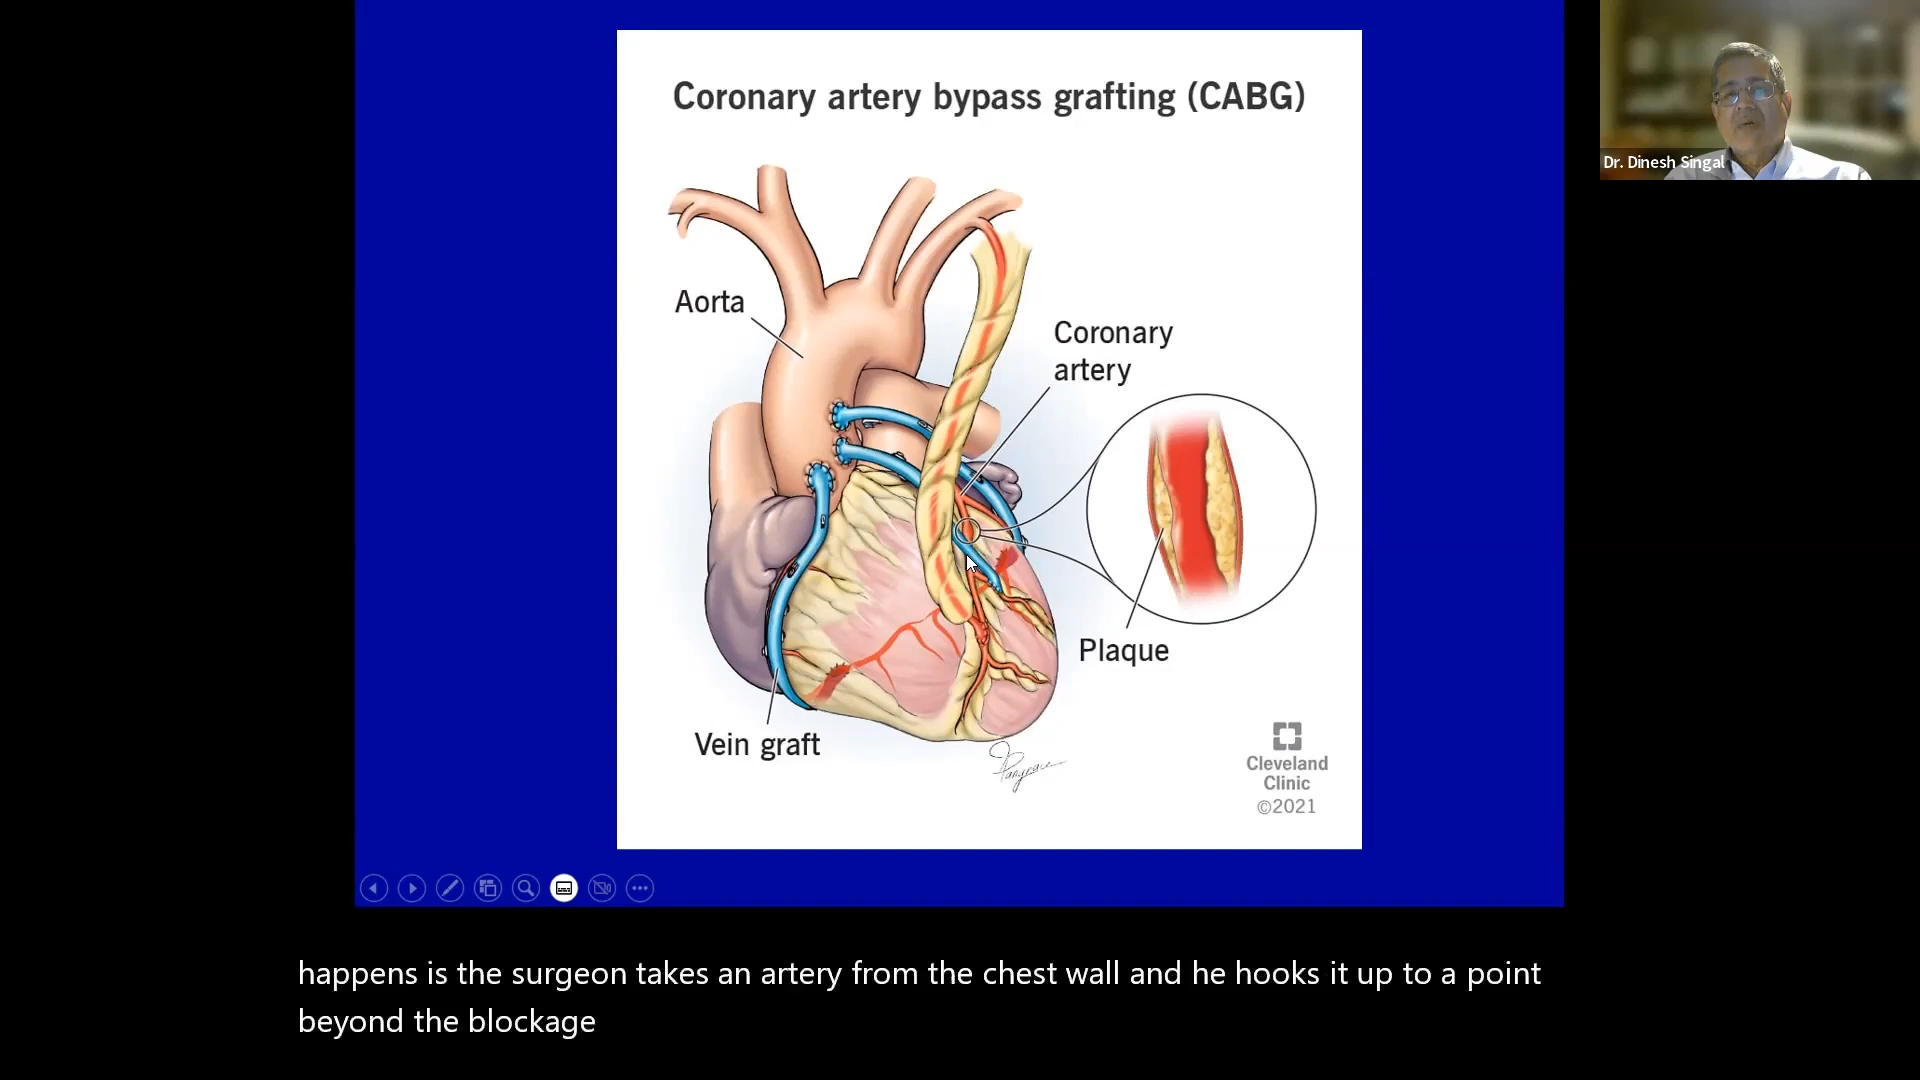 Coronary artery bypass grafting (CABG)
Dr. Dinesh Singal
Aorta
Coronary
artery
Plaque
Vein graft
Cleveland
Clinic
©2021
happens is the surgeon takes an artery from the chest wall and he hooks it up to a point
beyond the blockage